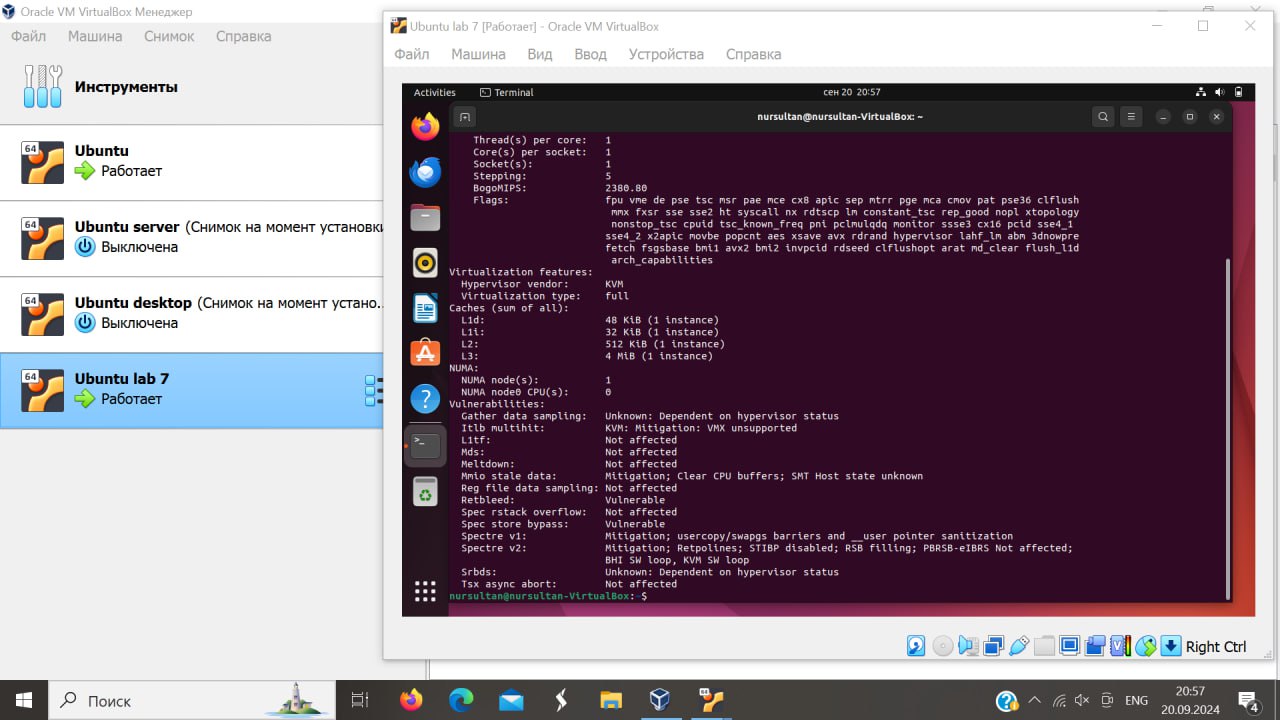 Oracle VM VirtualBox Менеджер
Файл Машина Снимок Справка
Инструменты
64
Ubuntu
Работает
64
Ubuntu server (Снимок на момент установки
Выключена
64
Ubuntu desktop (Снимок на момент устано...
Выключена
64
Ubuntu lab 7
Работает
Ubuntu lab 7 [Работает] - Oracle VM VirtualBox
Файл Машина Вид Ввод Устройства Справка
Activities Terminal сен 20 20:57
nursultan@nursultan-VirtualBox: ~
Thread(s) per core: 1
Core(s) per socket: 1
Socket(s): 1
Stepping: 5
BogoMIPS: 2380.80
Flags: fpu vme de pse tsc msr pae mce cx8 apic sep mtrr pge mca cmov pat pse36 clflush
mmx fxsr sse sse2 ht syscall nx rdtscp lm constant_tsc rep_good nopl xtopology
nonstop_tsc cpuid tsc_known_freq pni pclmulqdq monitor ssse3 cx16 pcid sse4_1
sse4_2 x2apic movbe popcnt aes xsave avx rdrand hypervisor lahf_lm abm 3dnowpre
fetch fsgsbase bmi1 avx2 bmi2 invpcid rdseed clflushopt arat md_clear flush_l1d
arch_capabilities
Virtualization features:
Hypervisor vendor: KVM
Virtualization type: full
Caches (sum of all):
L1d: 48 KiB (1 instance)
L1i: 32 KiB (1 instance)
L2: 512 KiB (1 instance)
L3: 4 MiB (1 instance)
NUMA:
NUMA node(s): 1
NUMA node0 CPU(s): 0
Vulnerabilities:
Gather data sampling: Unknown: Dependent on hypervisor status
Itlb multihit: KVM: Mitigation: VMX unsupported
L1tf: Not affected
Mds: Not affected
Meltdown: Not affected
Mmio stale data: Mitigation; Clear CPU buffers; SMT Host state unknown
Reg file data sampling: Not affected
Retbleed: Vulnerable
Spec rstack overflow: Not affected
Spec store bypass: Vulnerable
Spectre v1: Mitigation; usercopy/swapgs barriers and __user pointer sanitization
Spectre v2: Mitigation; Retpolines; STIBP disabled; RSB filling; PBRSB-eIBRS Not affected;
BHI SW loop, KVM SW loop
Srbds: Unknown: Dependent on hypervisor status
Tsx async abort: Not affected
nursultan@nursultan-VirtualBox:~$
Right Ctrl
Поиск
ENG
20:57
20.09.2024
4